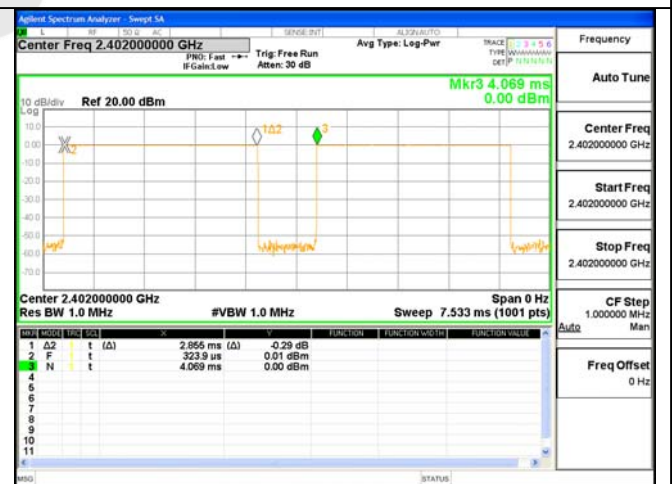 Agilent Spectrum Analyzer - Swept SA
L RF 50 Ω AC SENSE:INT ALIGNAUTO
Center Freq 2.402000000 GHz
PNO: Fast
IFGain:Low
Trig: Free Run
Atten: 30 dB
Avg Type: Log-Pwr
TRACE 1 2 3 4 5 6
TYPE
DET P N N N N N
Mkr3 4.069 ms
0.00 dBm
10 dB/div Ref 20.00 dBm
Log
10.0
0.00
-10.0
-20.0
-30.0
-40.0
-50.0
-60.0
-70.0
X2
1Δ2
3
Center 2.402000000 GHz Span 0 Hz
Res BW 1.0 MHz #VBW 1.0 MHz Sweep 7.533 ms (1001 pts)
MKR MODE TRC SCL X Y FUNCTION FUNCTION WIDTH FUNCTION VALUE
1 Δ2 t (Δ) 2.855 ms (Δ) -0.29 dB
2 F t 323.9 µs 0.01 dBm
3 N t 4.069 ms 0.00 dBm
4
5
6
7
8
9
10
11
MSG STATUS
Frequency
Auto Tune
Center Freq
2.402000000 GHz
Start Freq
2.402000000 GHz
Stop Freq
2.402000000 GHz
CF Step
1.000000 MHz
Auto Man
Freq Offset
0 Hz